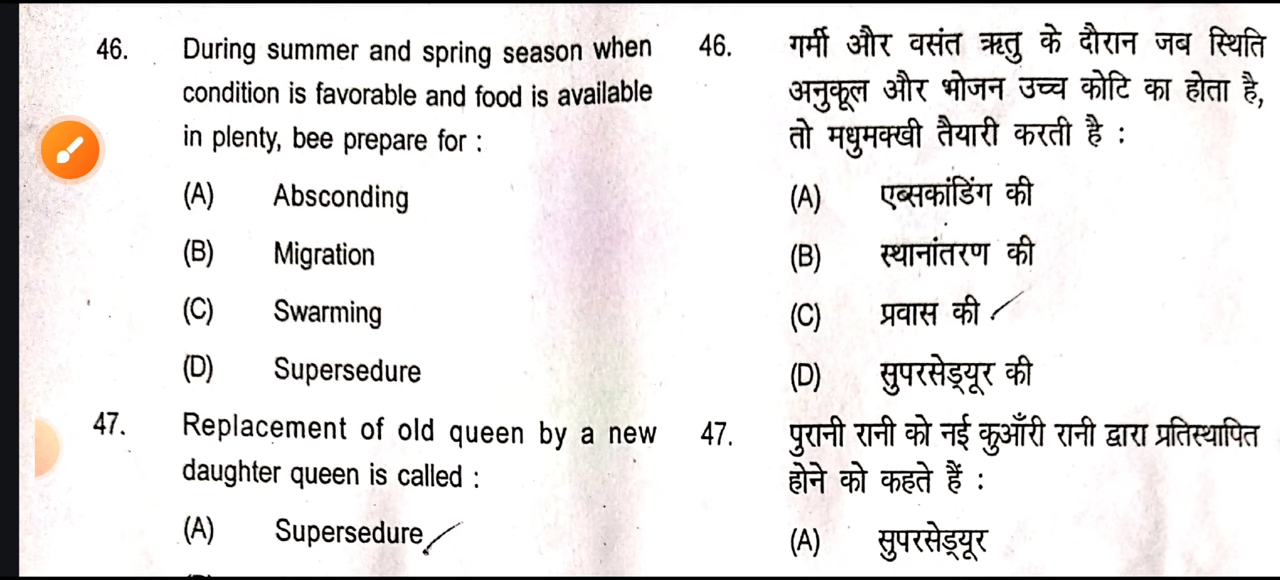 46. During summer and spring season when
condition is favorable and food is available
in plenty, bee prepare for :
(A) Absconding
(B) Migration
(C) Swarming
(D) Supersedure
47. Replacement of old queen by a new
daughter queen is called :
(A) Supersedure
46. गर्मी और वसंत ऋतु के दौरान जब स्थिति
अनुकूल और भोजन उच्च कोटि का होता है,
तो मधुमक्खी तैयारी करती है :
(A) एब्सकांडिंग की
(B) स्थानांतरण की
(C) प्रवास की
(D) सुपरसेड्यूर की
47. पुरानी रानी को नई कुआँरी रानी द्वारा प्रतिस्थापित
होने को कहते हैं :
(A) सुपरसेड्यूर